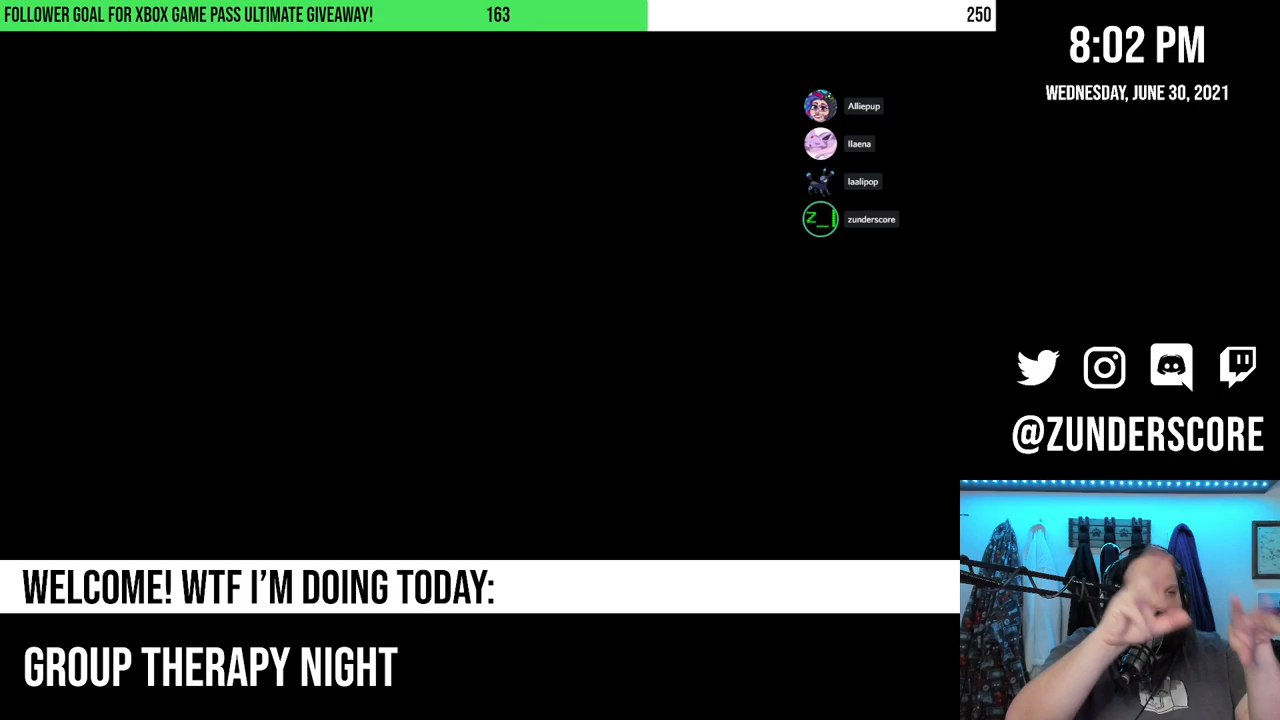 FOLLOWER GOAL FOR XBOX GAME PASS ULTIMATE GIVEAWAY! 163 250
8:02 PM
WEDNESDAY, JUNE 30, 2021
Alliepup
llaena
laalipop
z_
zunderscore
@ZUNDERSCORE
WELCOME! WTF I'M DOING TODAY:
GROUP THERAPY NIGHT